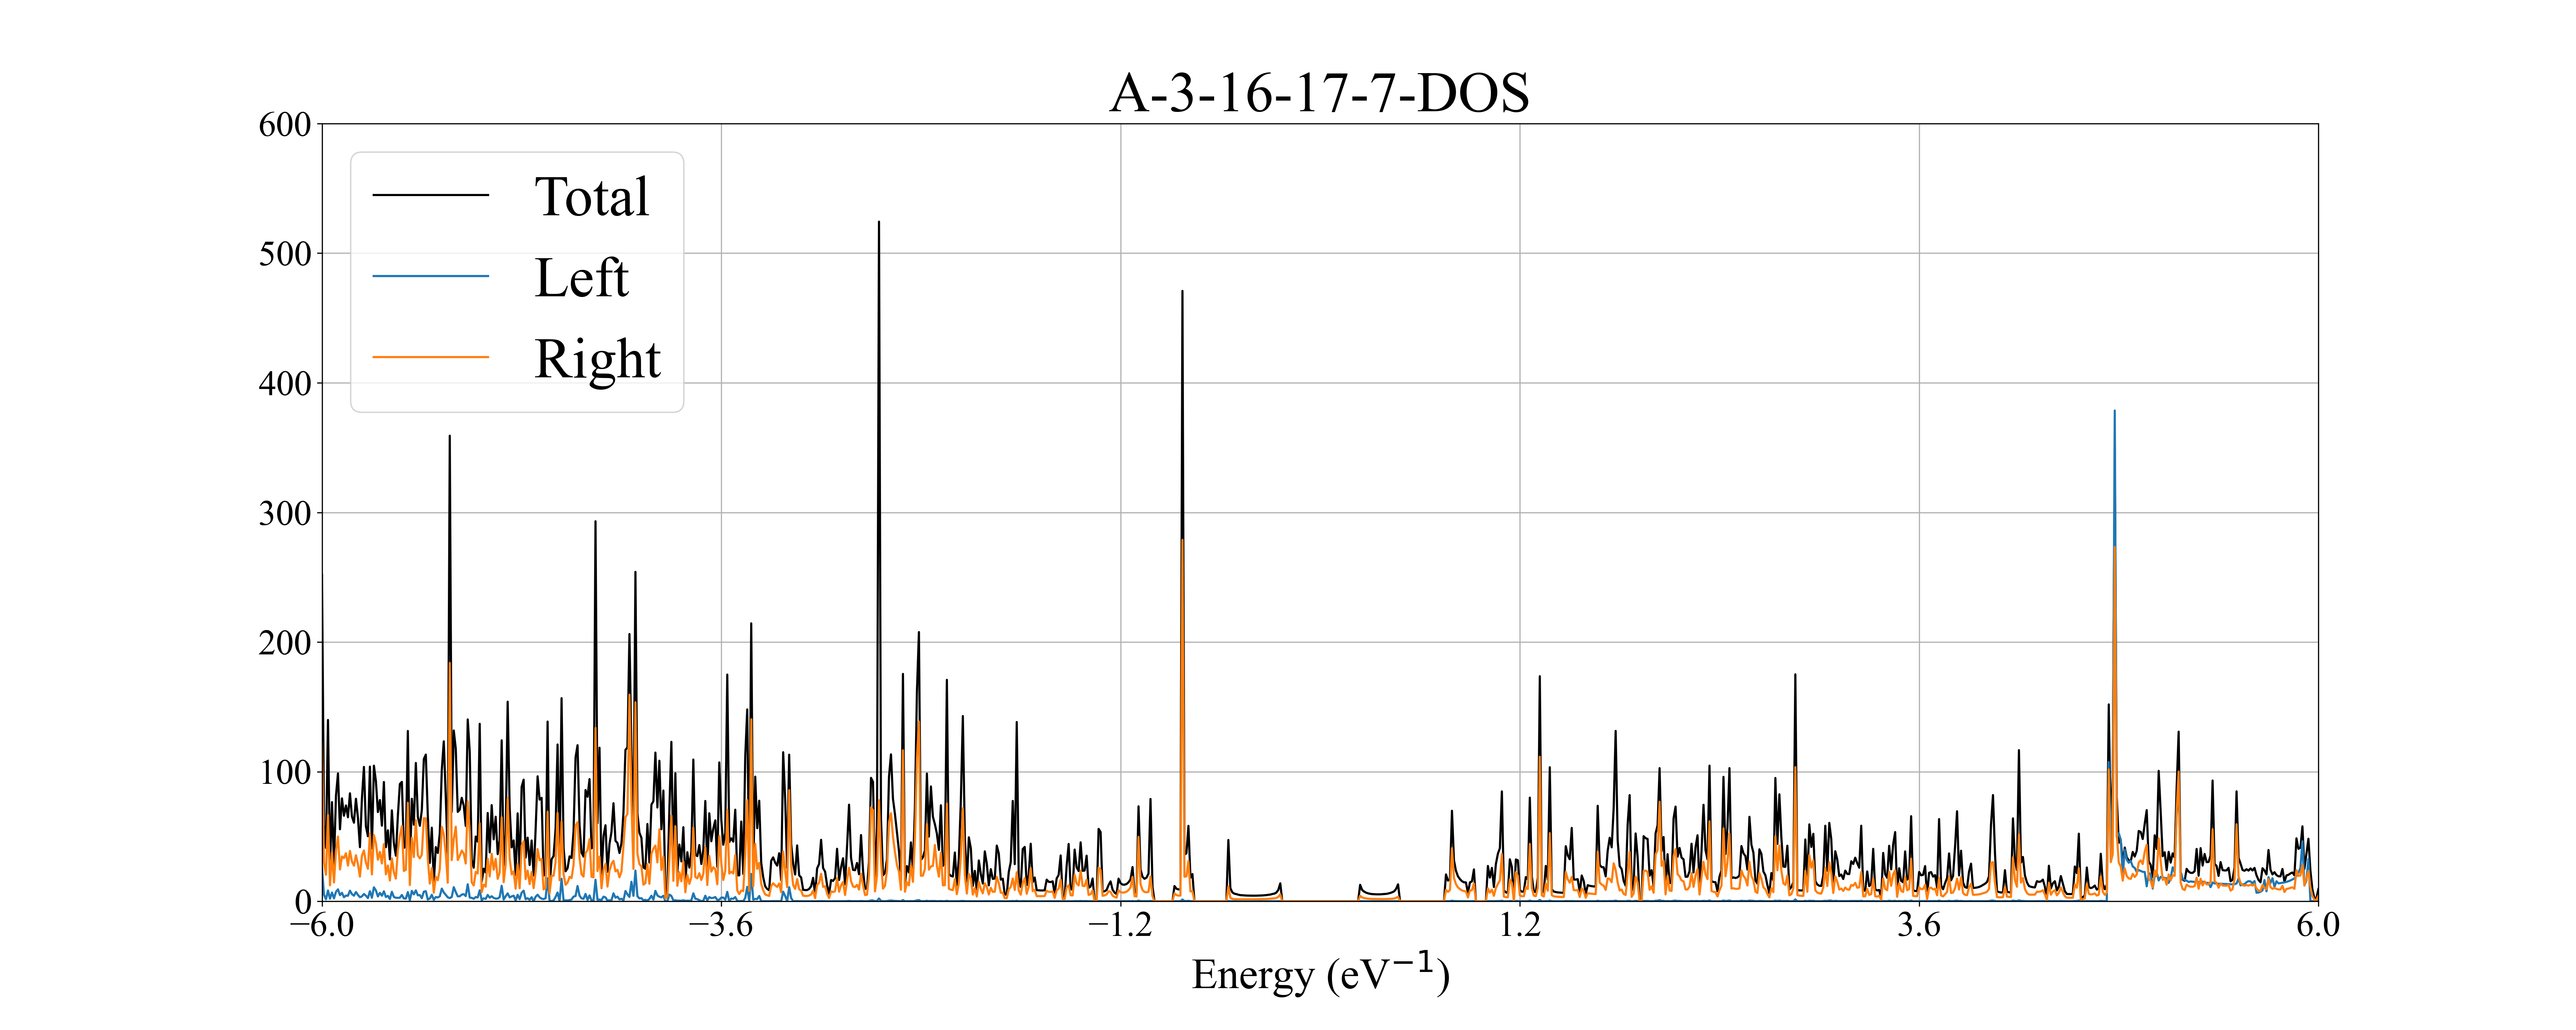 A-3-16-17-7-DOS
600
500
400
300
200
100
0
Total
Left
Right
−6.0 −3.6 −1.2 1.2 3.6 6.0
Energy (eV⁻¹)